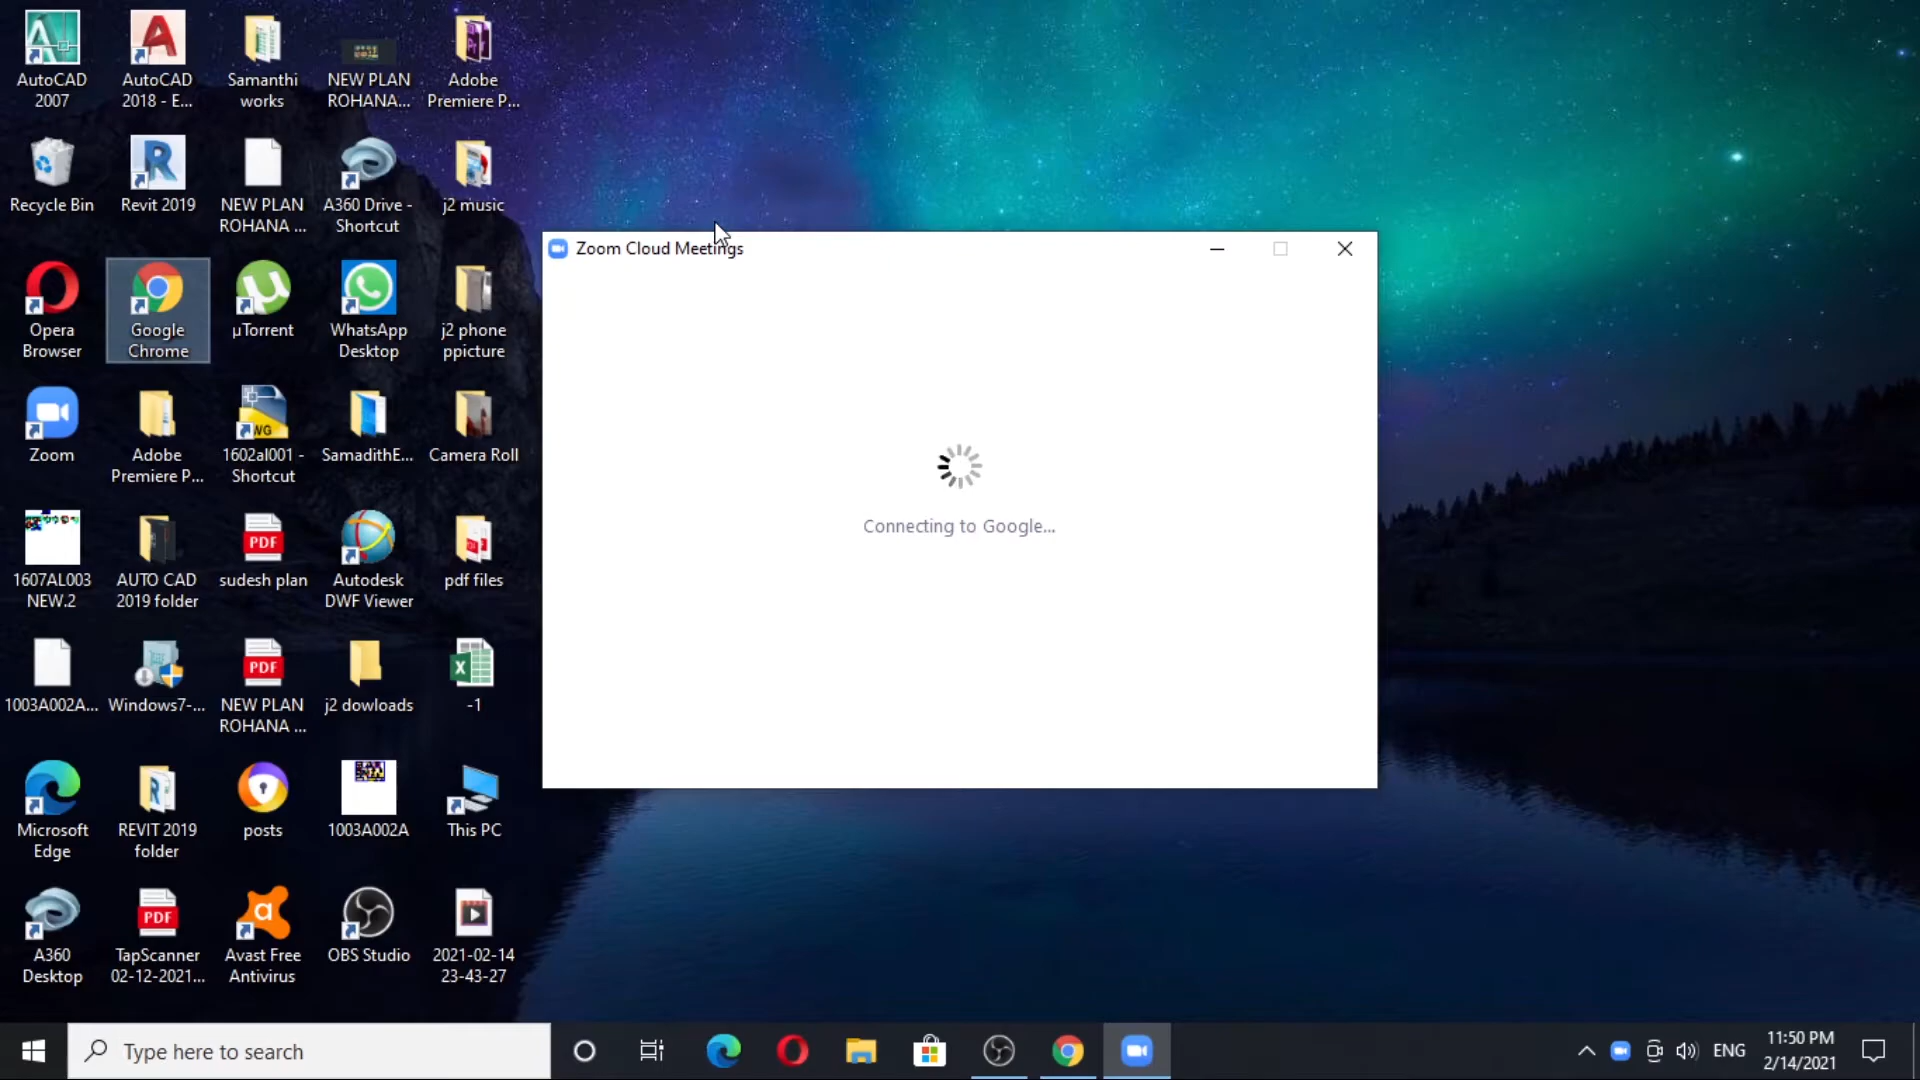 AutoCAD
2007
AutoCAD
2018 - E...
Samanthi
works
NEW PLAN
ROHANA...
Adobe
Premiere P...
Recycle Bin
Revit 2019
NEW PLAN
ROHANA ...
A360 Drive -
Shortcut
j2 music
Opera
Browser
Google
Chrome
µTorrent
WhatsApp
Desktop
j2 phone
ppicture
Zoom
Adobe
Premiere P...
1602al001 -
Shortcut
SamadithE...
Camera Roll
1607AL003
NEW.2
AUTO CAD
2019 folder
PDF
sudesh plan
Autodesk
DWF Viewer
pdf files
1003A002A...
Windows7-...
PDF
NEW PLAN
ROHANA ...
j2 dowloads
-1
Microsoft
Edge
REVIT 2019
folder
posts
1003A002A
This PC
A360
Desktop
PDF
TapScanner
02-12-2021...
Avast Free
Antivirus
OBS Studio
2021-02-14
23-43-27
Zoom Cloud Meetings
Connecting to Google...
Type here to search
ENG
11:50 PM
2/14/2021